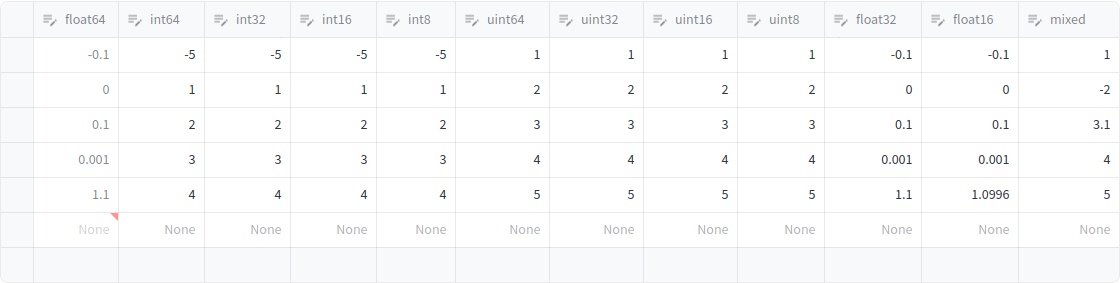 float64 int64 int32 int16 int8 uint64 uint32 uint16 uint8 float32 float16 mixed
-0.1 -5 -5 -5 -5 1 1 1 1 -0.1 -0.1 1
0 1 1 1 1 2 2 2 2 0 0 -2
0.1 2 2 2 2 3 3 3 3 0.1 0.1 3.1
0.001 3 3 3 3 4 4 4 4 0.001 0.001 4
1.1 4 4 4 4 5 5 5 5 1.1 1.0996 5
None None None None None None None None None None None None